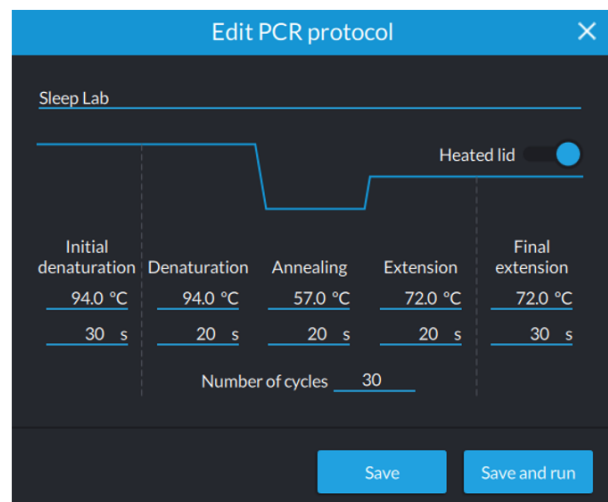 Edit PCR protocol
Sleep Lab
Heated lid
Initial denaturation Denaturation Annealing Extension Final extension
94.0 °C 94.0 °C 57.0 °C 72.0 °C 72.0 °C
30 s 20 s 20 s 20 s 30 s
Number of cycles 30
Save Save and run